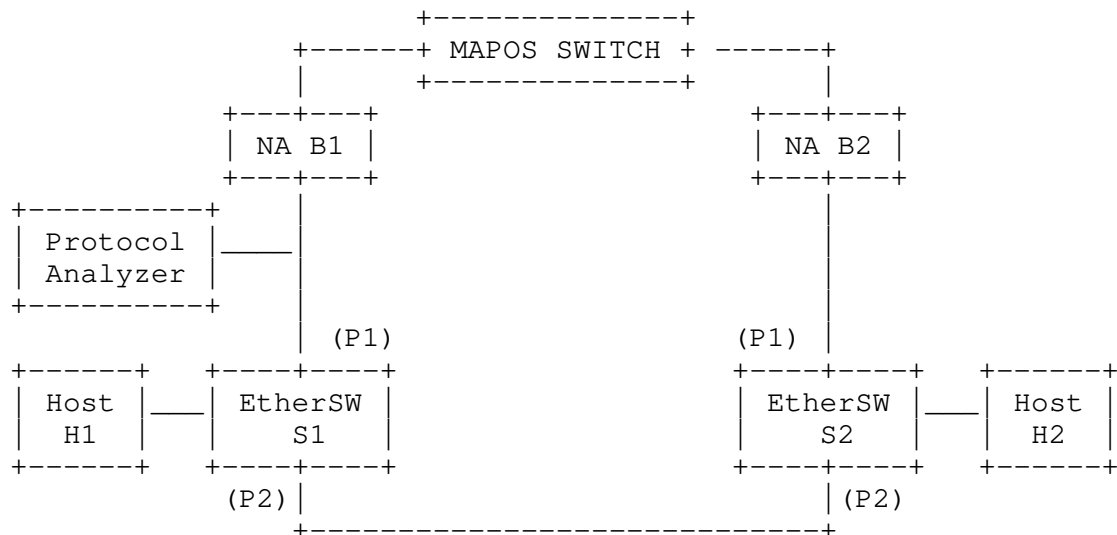 MAPOS SWITCH
NA B1 NA B2
Protocol
Analyzer
(P1) (P1)
Host EtherSW EtherSW Host
H1 S1 S2 H2
(P2) (P2)